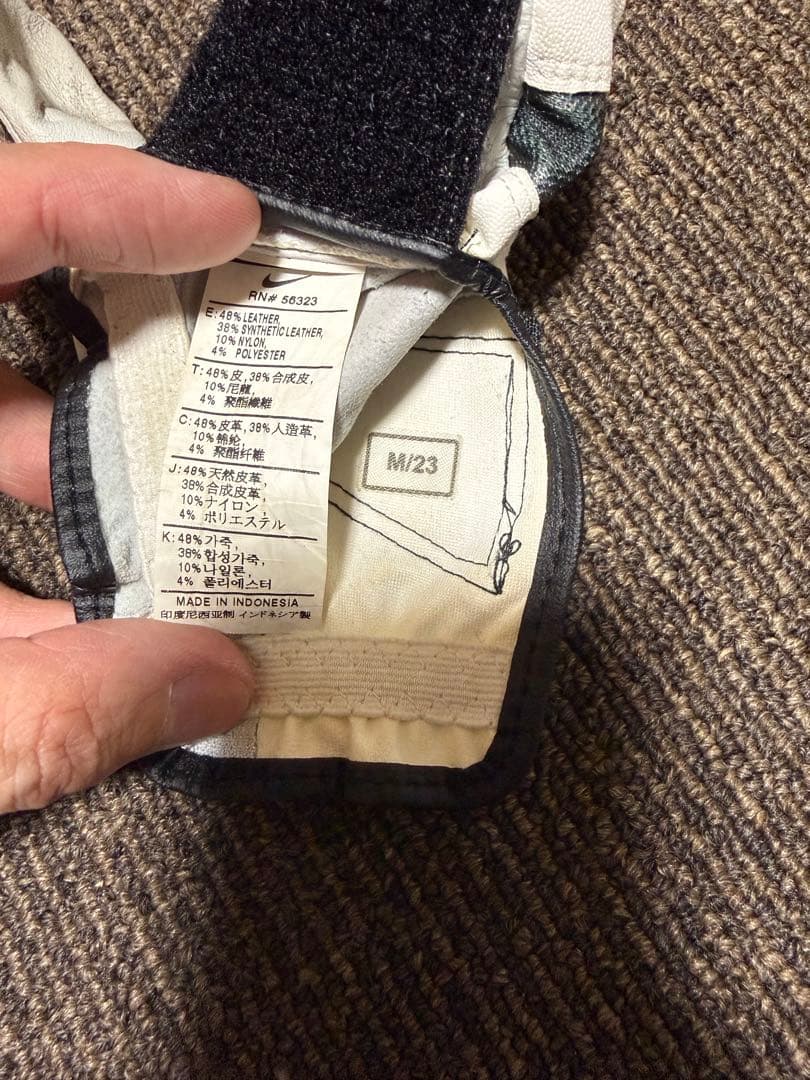 RN# 56323
E:48% LEATHER,
38% SYNTHETIC LEATHER,
10% NYLON,
4% POLYESTER
T:48%皮,38%合成皮,
10%尼龍,
4% 聚酯纖維
C:48%皮革,38%人造革,
10%锦纶,
4% 聚酯纤维
J:48%天然皮革,
38%合成皮革,
10%ナイロン,
4% ポリエステル
K:48%가죽,
38%합성가죽,
10%나일론,
4% 폴리에스터
MADE IN INDONESIA
印度尼西亚制 インドネシア製
M/23